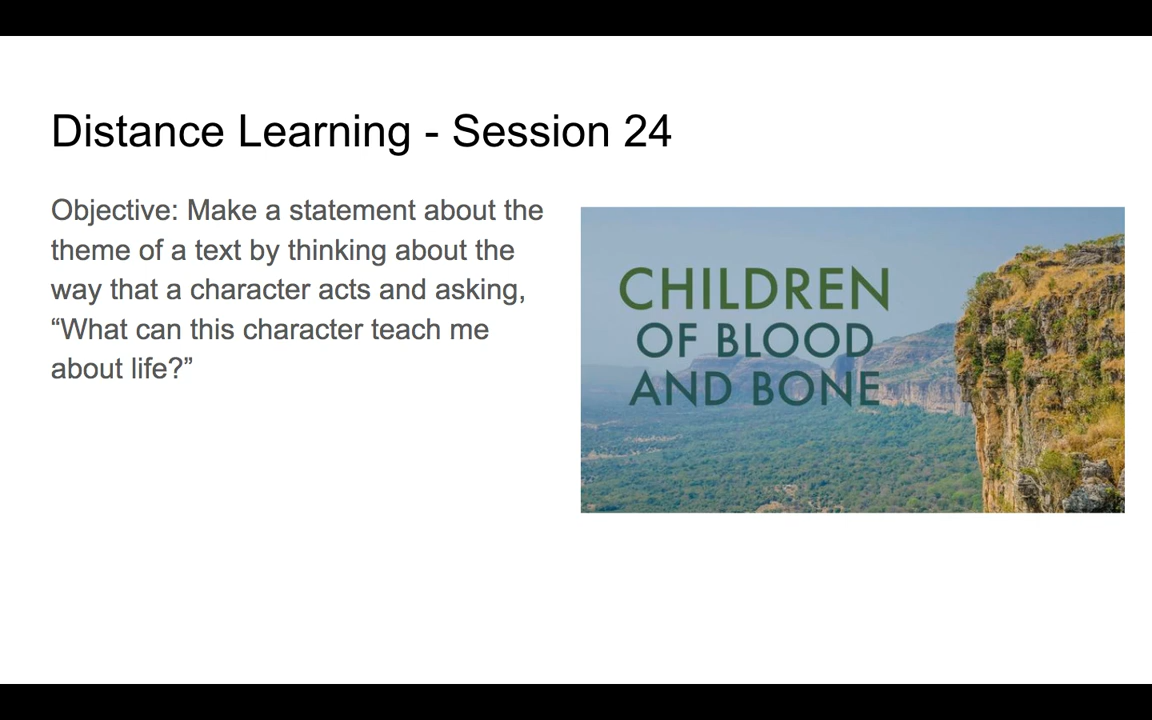 Distance Learning - Session 24
Objective: Make a statement about the
theme of a text by thinking about the
way that a character acts and asking,
“What can this character teach me
about life?”
CHILDREN
OF BLOOD
AND BONE